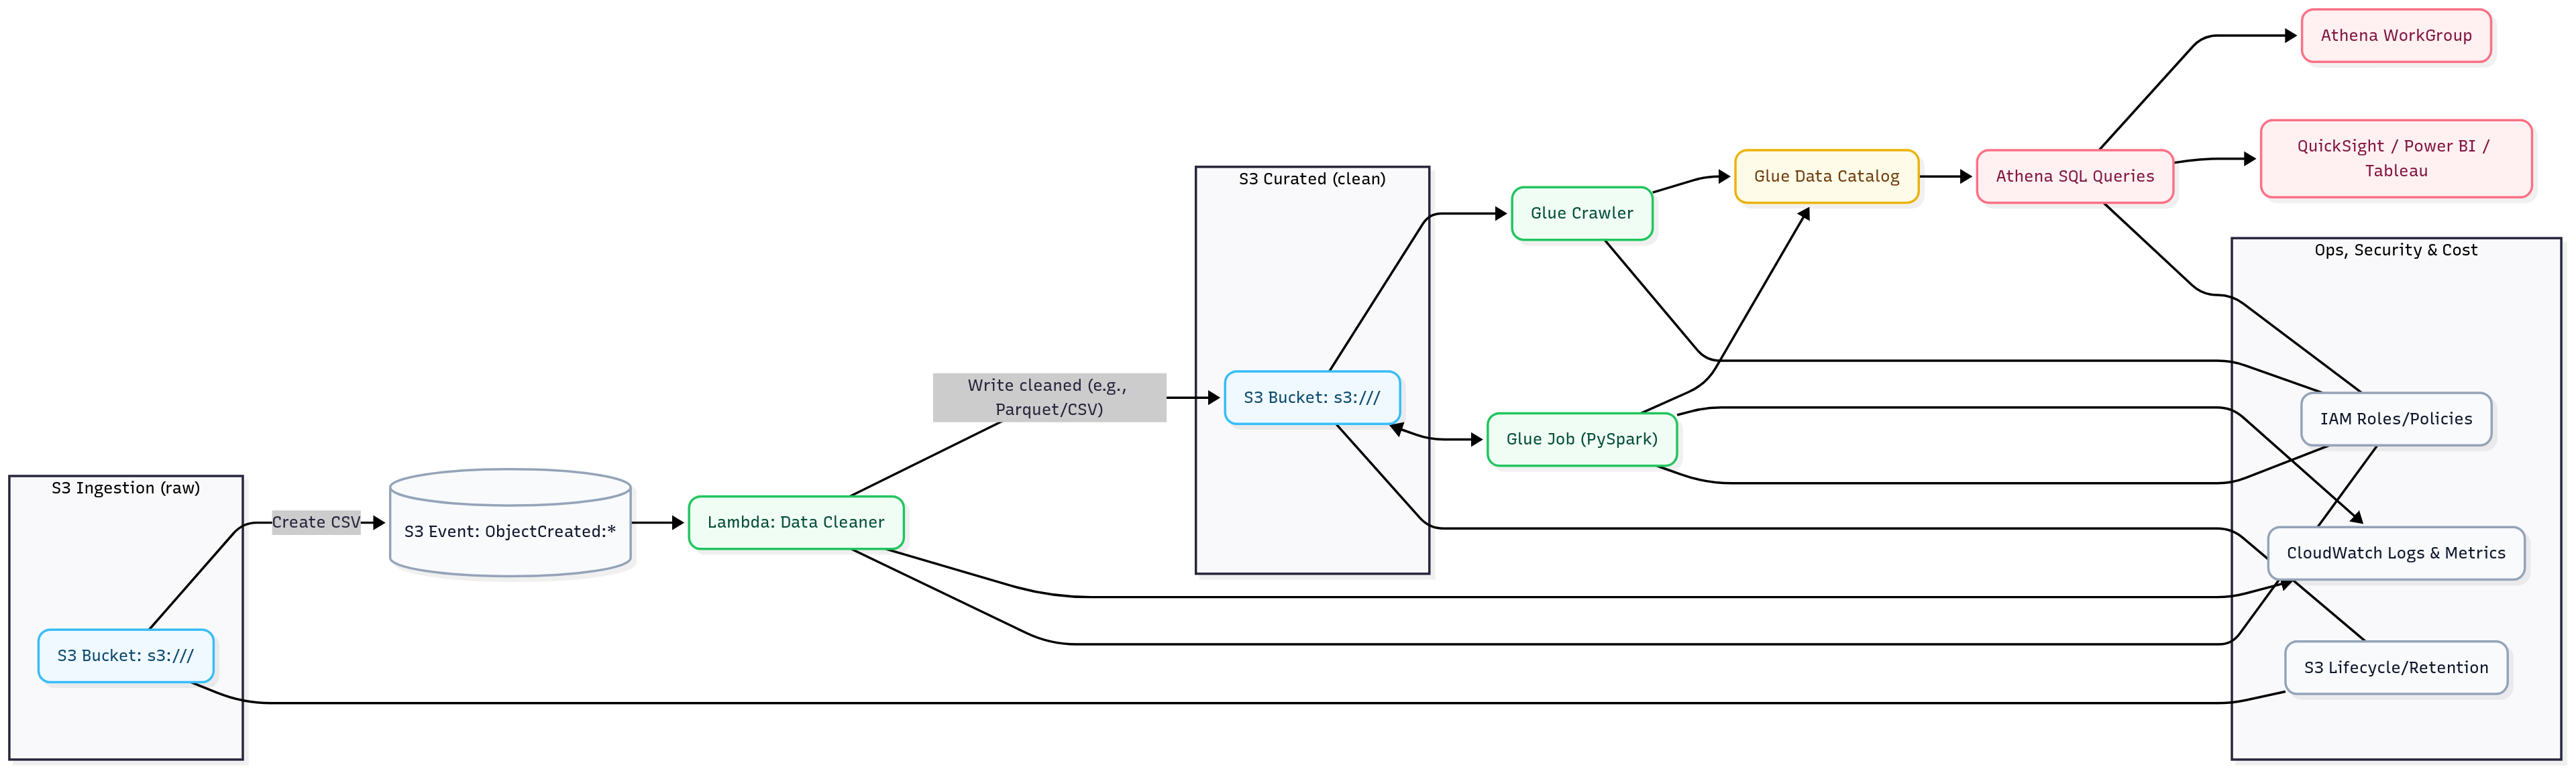 S3 Ingestion (raw)
S3 Bucket: s3:///
Create CSV
S3 Event: ObjectCreated:*
Lambda: Data Cleaner
Write cleaned (e.g.,
Parquet/CSV)
S3 Curated (clean)
S3 Bucket: s3:///
Glue Crawler
Glue Job (PySpark)
Glue Data Catalog
Athena SQL Queries
Athena WorkGroup
QuickSight / Power BI /
Tableau
Ops, Security & Cost
IAM Roles/Policies
CloudWatch Logs & Metrics
S3 Lifecycle/Retention